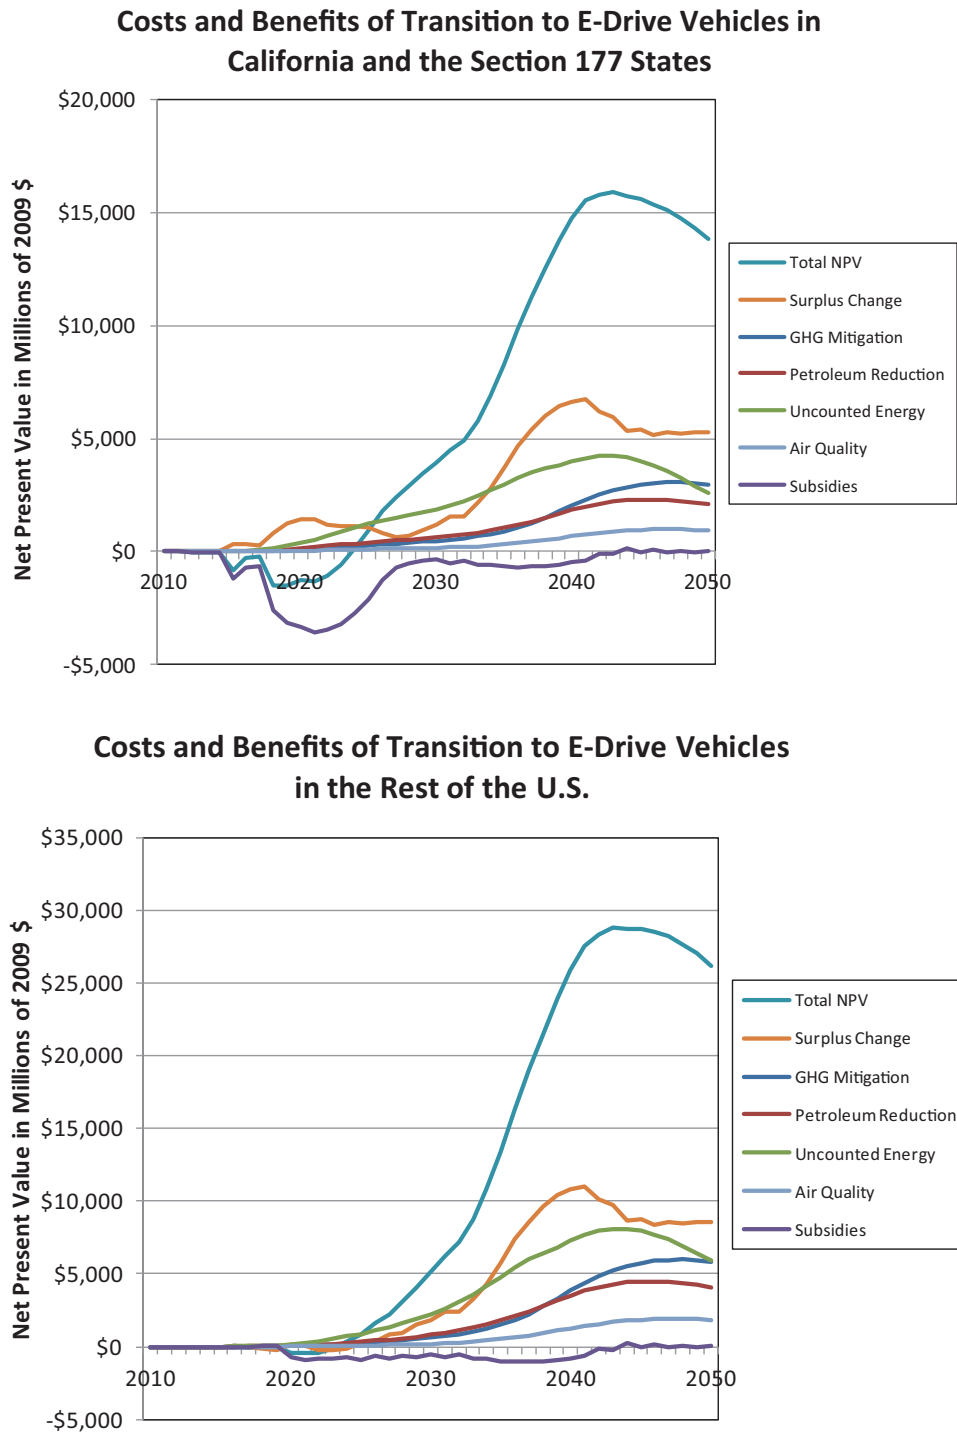 Costs and Benefits of Transition to E-Drive Vehicles in
California and the Section 177 States
Net Present Value in Millions of 2009 $
$20,000
$15,000
$10,000
$5,000
$0
-$5,000
2010
2020
2030
2040
2050
Total NPV
Surplus Change
GHG Mitigation
Petroleum Reduction
Uncounted Energy
Air Quality
Subsidies
Costs and Benefits of Transition to E-Drive Vehicles
in the Rest of the U.S.
Net Present Value in Millions of 2009 $
$35,000
$30,000
$25,000
$20,000
$15,000
$10,000
$5,000
$0
-$5,000
2010
2020
2030
2040
2050
Total NPV
Surplus Change
GHG Mitigation
Petroleum Reduction
Uncounted Energy
Air Quality
Subsidies